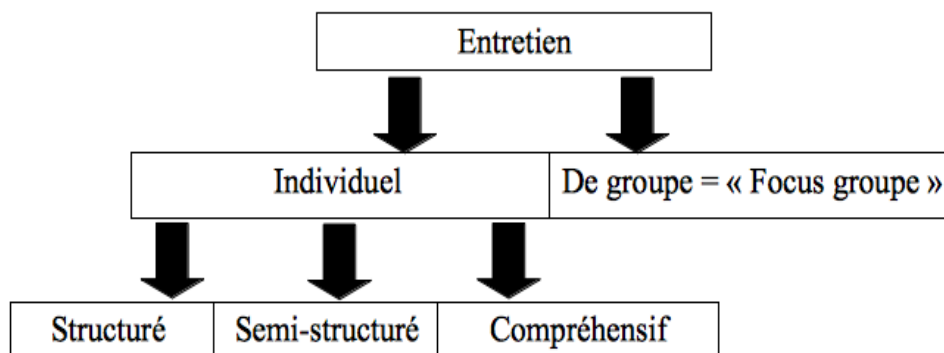 Entretien
Individuel
De groupe = « Focus groupe »
Structuré
Semi-structuré
Compréhensif